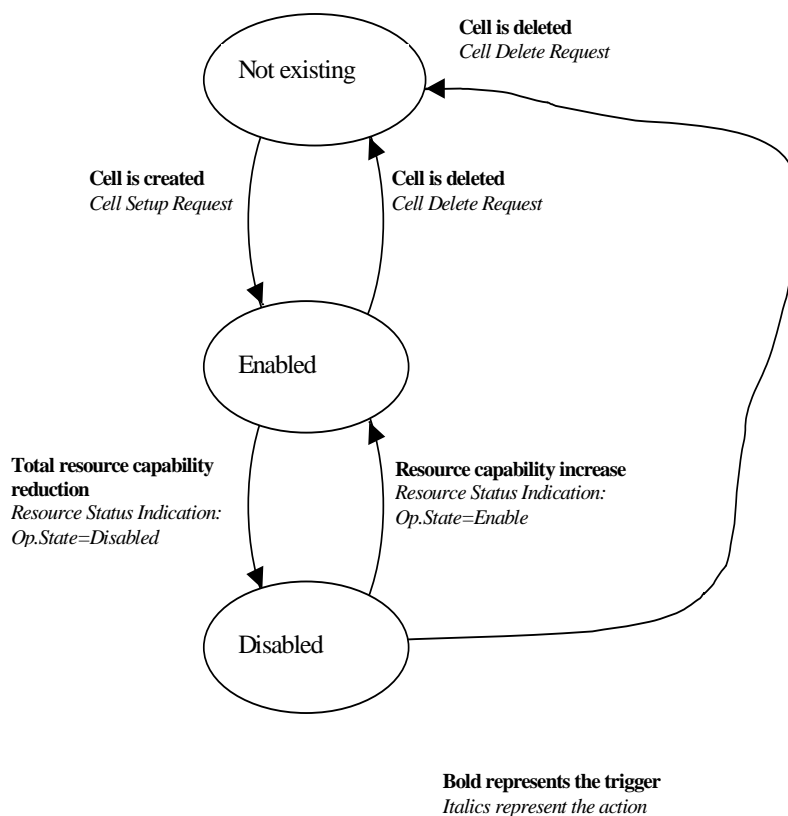 Cell is deleted
Cell Delete Request
Not existing
Cell is created
Cell Setup Request
Cell is deleted
Cell Delete Request
Enabled
Total resource capability
reduction
Resource Status Indication:
Op.State=Disabled
Resource capability increase
Resource Status Indication:
Op.State=Enable
Disabled
Bold represents the trigger
Italics represent the action